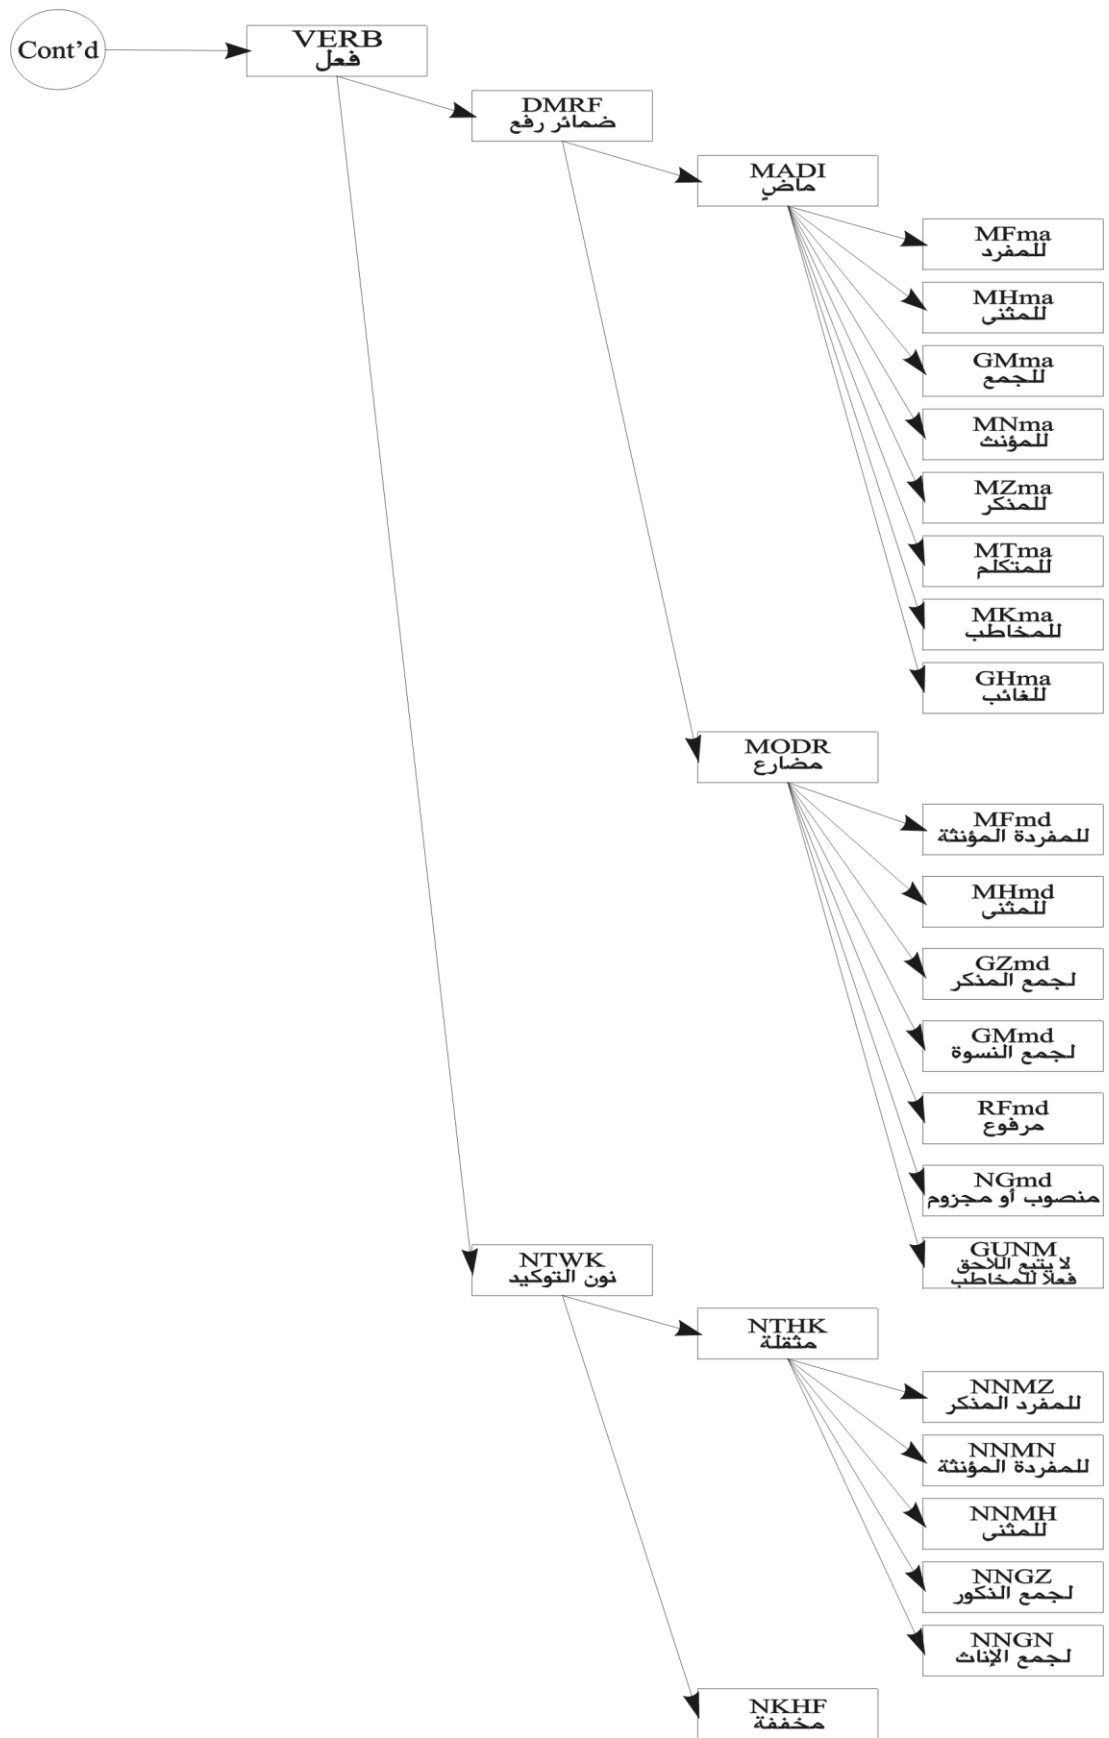 Cont’d
VERB
فعل
DMRF
ضمائر رفع
MADI
ماضٍ
MFma
للمفرد
MHma
للمثنى
GMma
للجمع
MNma
للمؤنث
MZma
للمذكر
MTma
للمتكلم
MKma
للمخاطب
GHma
للغائب
MODR
مضارع
MFmd
للمفردة المؤنثة
MHmd
للمثنى
GZmd
لجمع المذكر
GMmd
لجمع النسوة
RFmd
مرفوع
NGmd
منصوب أو مجزوم
GUNM
لا يتبع اللاحق
فعلا للمخاطب
NTWK
نون التوكيد
NTHK
مثقلة
NNMZ
للمفرد المذكر
NNMN
للمفردة المؤنثة
NNMH
للمثنى
NNGZ
لجمع الذكور
NNGN
لجمع الإناث
NKHF
مخففة